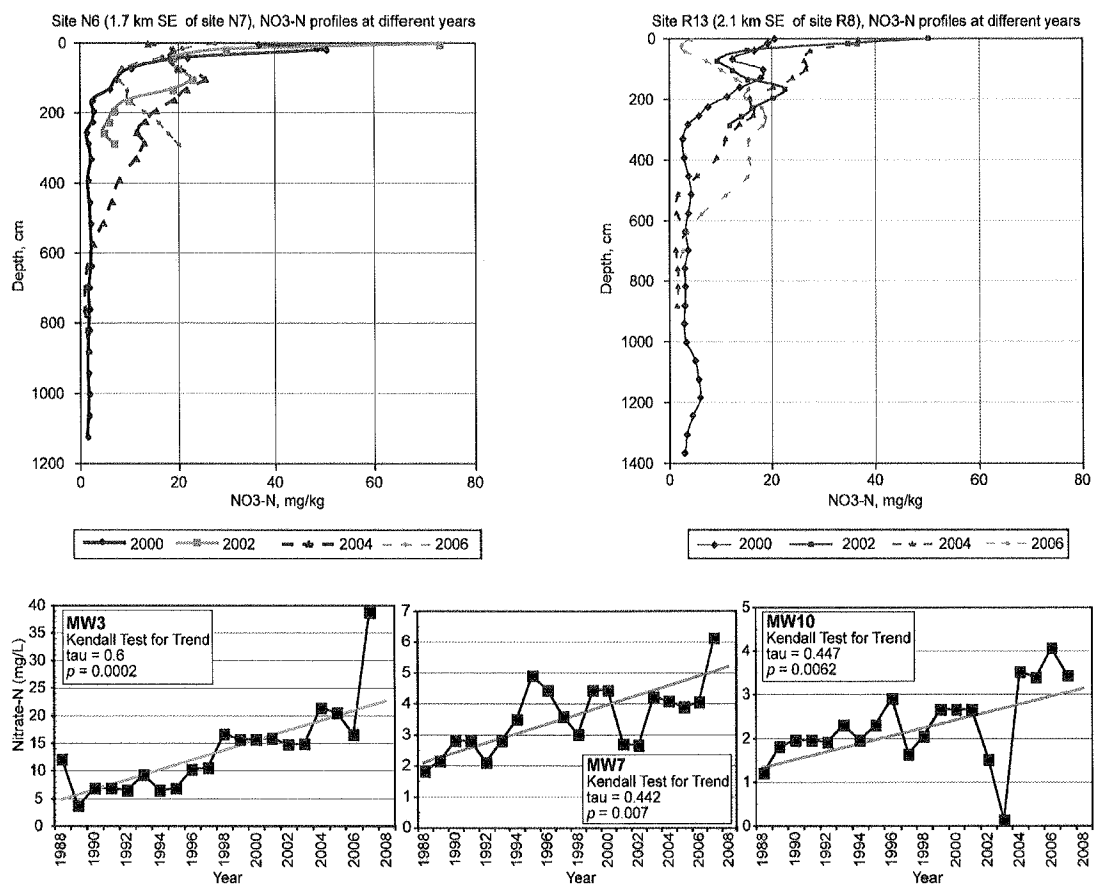 Site N6 (1.7 km SE of site N7), NO3-N profiles at different years
0
200
400
600
800
1000
1200
Depth, cm
0 20 40 60 80
NO3-N, mg/kg
2000 2002 2004 2006
Site R13 (2.1 km SE of site R8), NO3-N profiles at different years
0
200
400
600
800
1000
1200
1400
Depth, cm
0 20 40 60 80
NO3-N, mg/kg
2000 2002 2004 2006
Nitrate-N (mg/L)
40
35
30
25
20
15
10
5
0
MW3
Kendall Test for Trend
tau = 0.6
p = 0.0002
1988 1990 1992 1994 1996 1998 2000 2002 2004 2006 2008
Year
7
6
5
4
3
2
1
0
MW7
Kendall Test for Trend
tau = 0.442
p = 0.007
1988 1990 1992 1994 1996 1998 2000 2002 2004 2006 2008
Year
5
4
3
2
1
0
MW10
Kendall Test for Trend
tau = 0.447
p = 0.0062
1988 1990 1992 1994 1996 1998 2000 2002 2004 2006 2008
Year